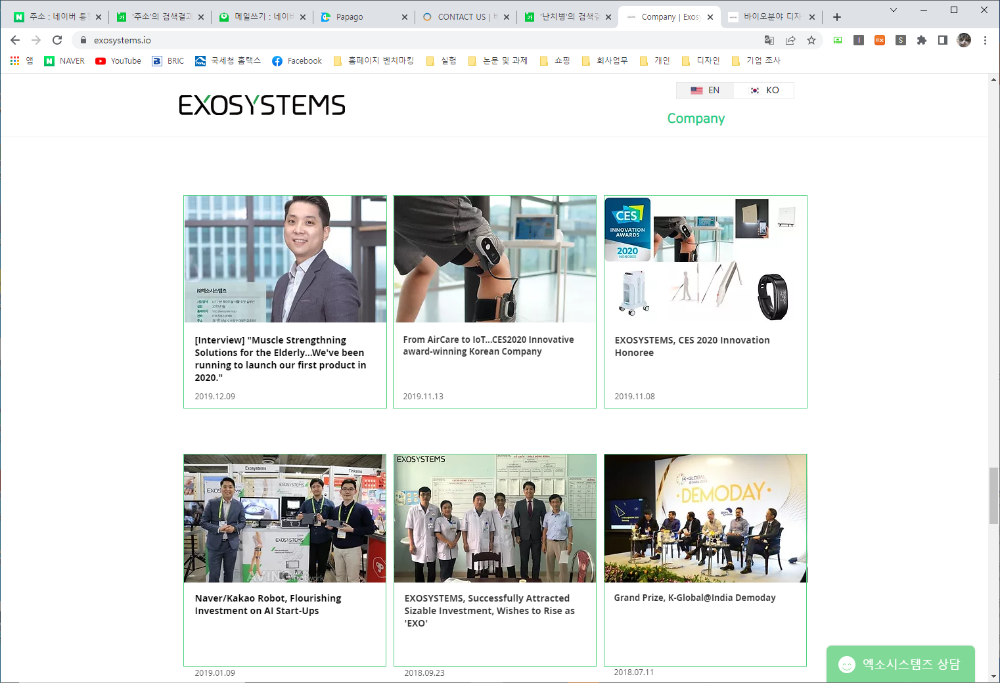 주소 : 네이버 통합
'주소'의 검색결과
메일쓰기 : 네이버
Papago
CONTACT US |
'난치병'의 검색결
Company | Exosy
바이오분야 디자
exosystems.io
앱
NAVER
YouTube
BRIC
국세청 홈택스
Facebook
홈페이지 벤치마킹
실험
논문 및 과제
쇼핑
회사업무
개인
디자인
기업 조사
EN
KO
EXOSYSTEMS
Company
㈜엑소시스템즈
CES
INNOVATION
AWARDS
2020
HONOREE
[Interview] "Muscle Strengthning
Solutions for the Elderly...We've been
running to launch our first product in
2020."
2019.12.09
From AirCare to IoT...CES2020 Innovative
award-winning Korean Company
2019.11.13
EXOSYSTEMS, CES 2020 Innovation
Honoree
2019.11.08
Exosystems
Tinkamo
EXOSYSTEMS
EXOSYSTEMS
EXOSYSTEMS
LỊCH CÔNG TÁC
K-GLOBAL
DEMODAY
Naver/Kakao Robot, Flourishing
Investment on AI Start-Ups
2019.01.09
EXOSYSTEMS, Successfully Attracted
Sizable Investment, Wishes to Rise as
'EXO'
2018.09.23
Grand Prize, K-Global@India Demoday
2018.07.11
엑소시스템즈 상담